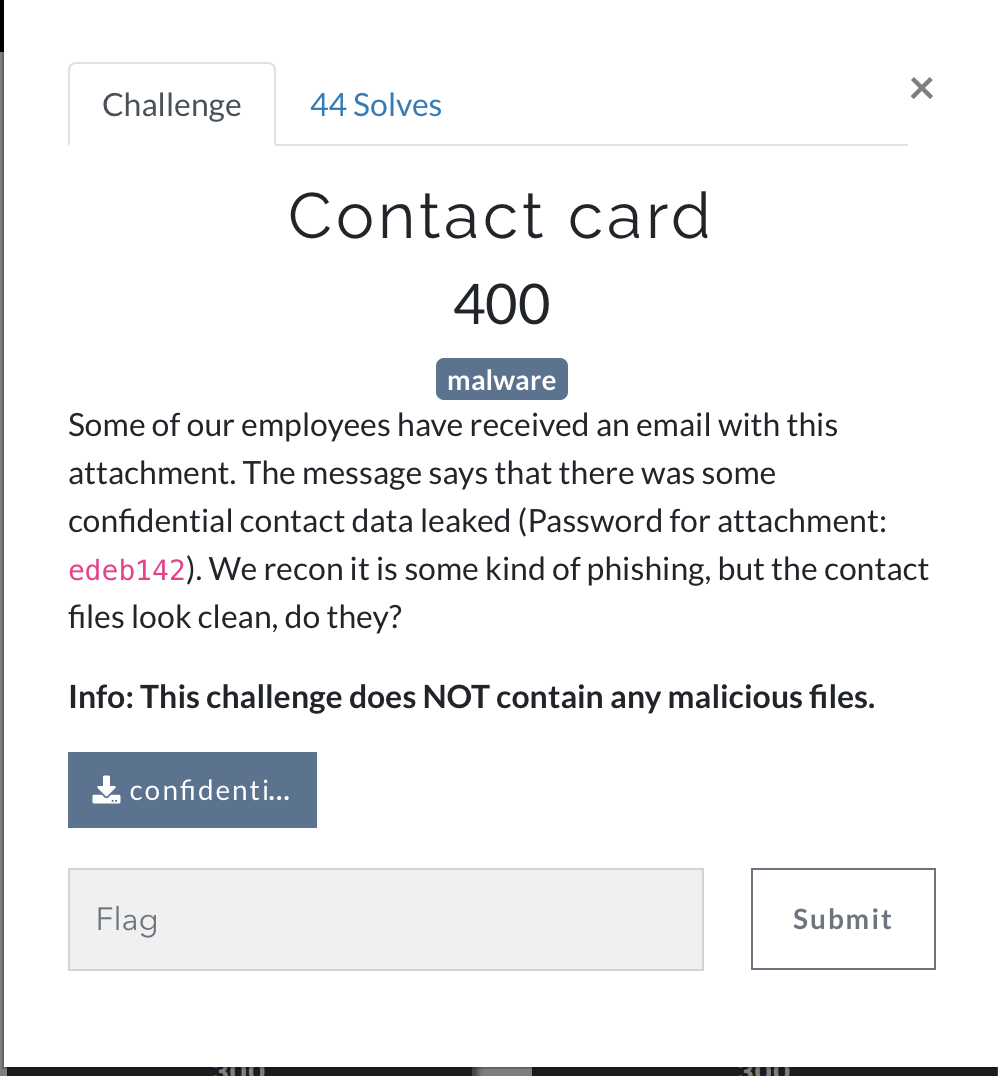 Challenge
44 Solves
×
Contact card
400
malware
Some of our employees have received an email with this
attachment. The message says that there was some
confidential contact data leaked (Password for attachment:
edeb142). We recon it is some kind of phishing, but the contact
files look clean, do they?
Info: This challenge does NOT contain any malicious files.
confidenti...
Flag
Submit
300
300